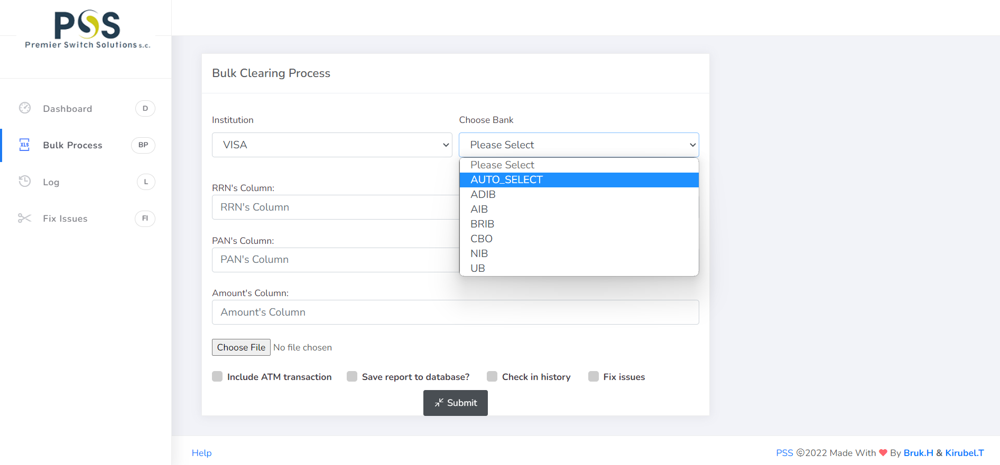 PSS
Premier Switch Solutions s.c.
Dashboard D
Bulk Process BP
Log L
Fix Issues FI
XLS
Bulk Clearing Process
Institution
VISA
Choose Bank
Please Select
Please Select
AUTO_SELECT
ADIB
AIB
BRIB
CBO
NIB
UB
RRN's Column:
RRN's Column
PAN's Column:
PAN's Column
Amount's Column:
Amount's Column
Choose File No file chosen
Include ATM transaction Save report to database? Check in history Fix issues
Submit
Help
PSS ©2022 Made With ❤ By Bruk.H & Kirubel.T